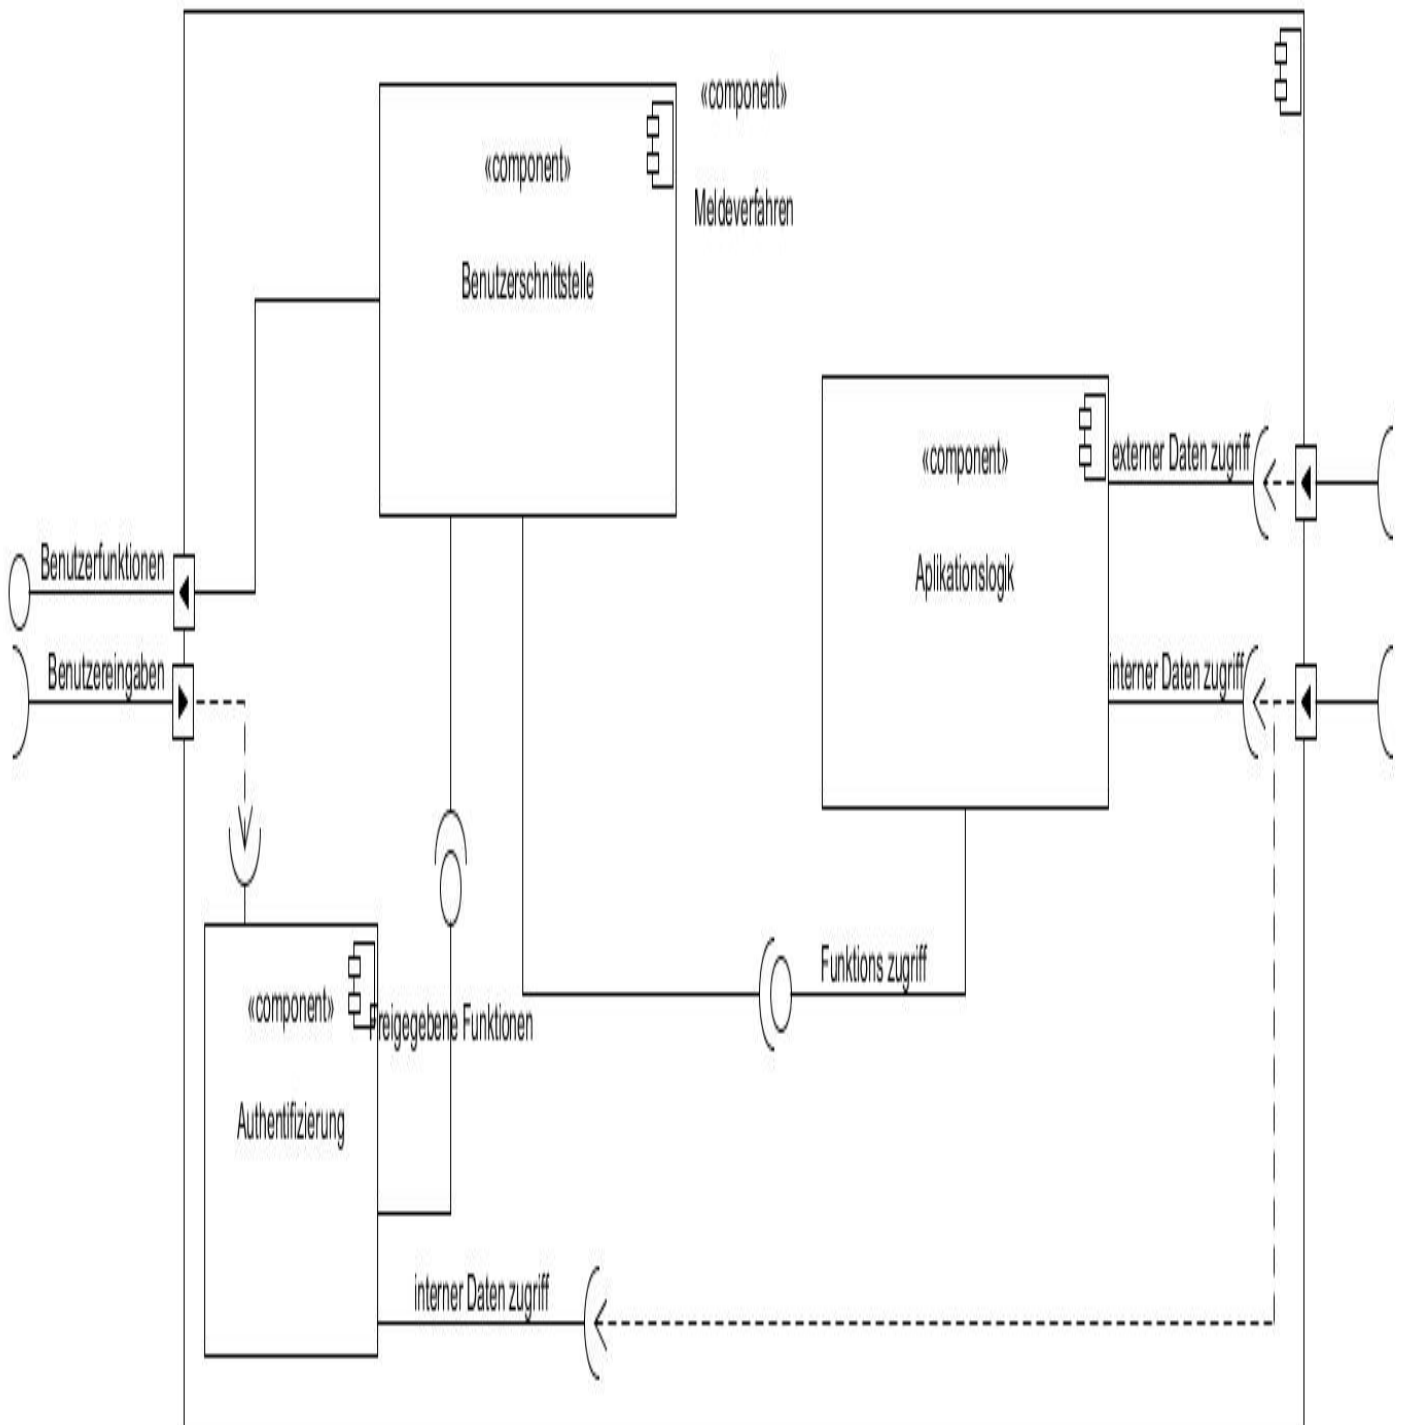 «component»
Meldeverfahren
«component»
Benutzerschnittstelle
«component»
Aplikationslogik
externer Daten zugriff
interner Daten zugriff
Benutzerfunktionen
Benutzereingaben
Funktions zugriff
«component»
Authentifizierung
Freigegebene Funktionen
interner Daten zugriff